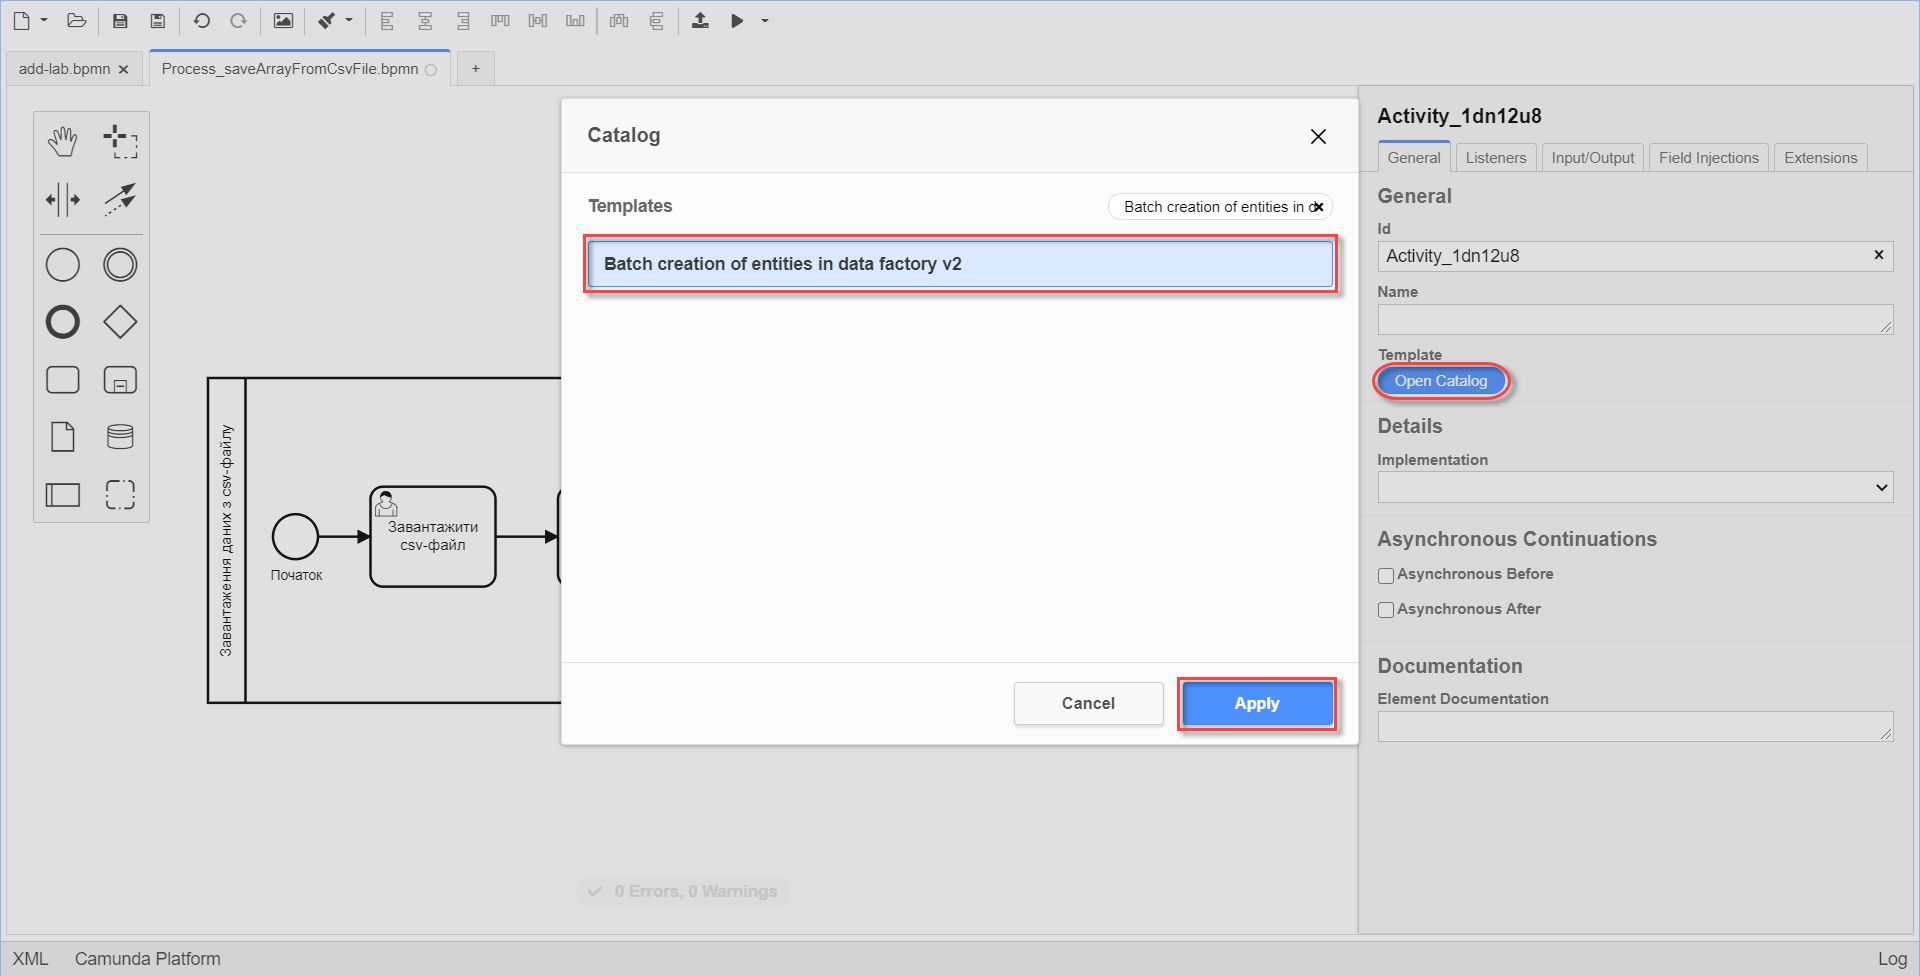 add-lab.bpmn
Process_saveArrayFromCsvFile.bpmn
+
Завантаження даних з csv-файлу
Початок
Завантажити
csv-файл
Catalog
Templates
Batch creation of entities in d
Batch creation of entities in data factory v2
Cancel
Apply
Activity_1dn12u8
General
Listeners
Input/Output
Field Injections
Extensions
General
Id
Activity_1dn12u8
Name
Template
Open Catalog
Details
Implementation
Asynchronous Continuations
Asynchronous Before
Asynchronous After
Documentation
Element Documentation
0 Errors, 0 Warnings
XML
Camunda Platform
Log